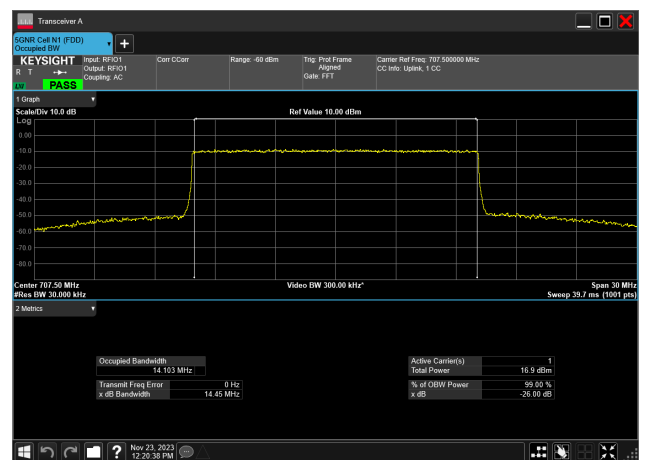 Transceiver A
5GNR Cell N1 (FDD)
Occupied BW
KEYSIGHT Input: RFIO1 Corr CCorr Range: -60 dBm Trig: Prot Frame Carrier Ref Freq: 707.500000 MHz
R T Output: RFIO1 Aligned CC Info: Uplink, 1 CC
Coupling: AC Gate: FFT
LV PASS
1 Graph
Scale/Div 10.0 dB Ref Value 10.00 dBm
Log
0.00
-10.0
-20.0
-30.0
-40.0
-50.0
-60.0
-70.0
-80.0
Center 707.50 MHz Video BW 300.00 kHz^ Span 30 MHz
#Res BW 30.000 kHz Sweep 39.7 ms (1001 pts)
2 Metrics
Occupied Bandwidth Active Carrier(s) 1
14.103 MHz Total Power 16.9 dBm
Transmit Freq Error 0 Hz % of OBW Power 99.00 %
x dB Bandwidth 14.45 MHz x dB -26.00 dB
Nov 23, 2023
12:20:38 PM